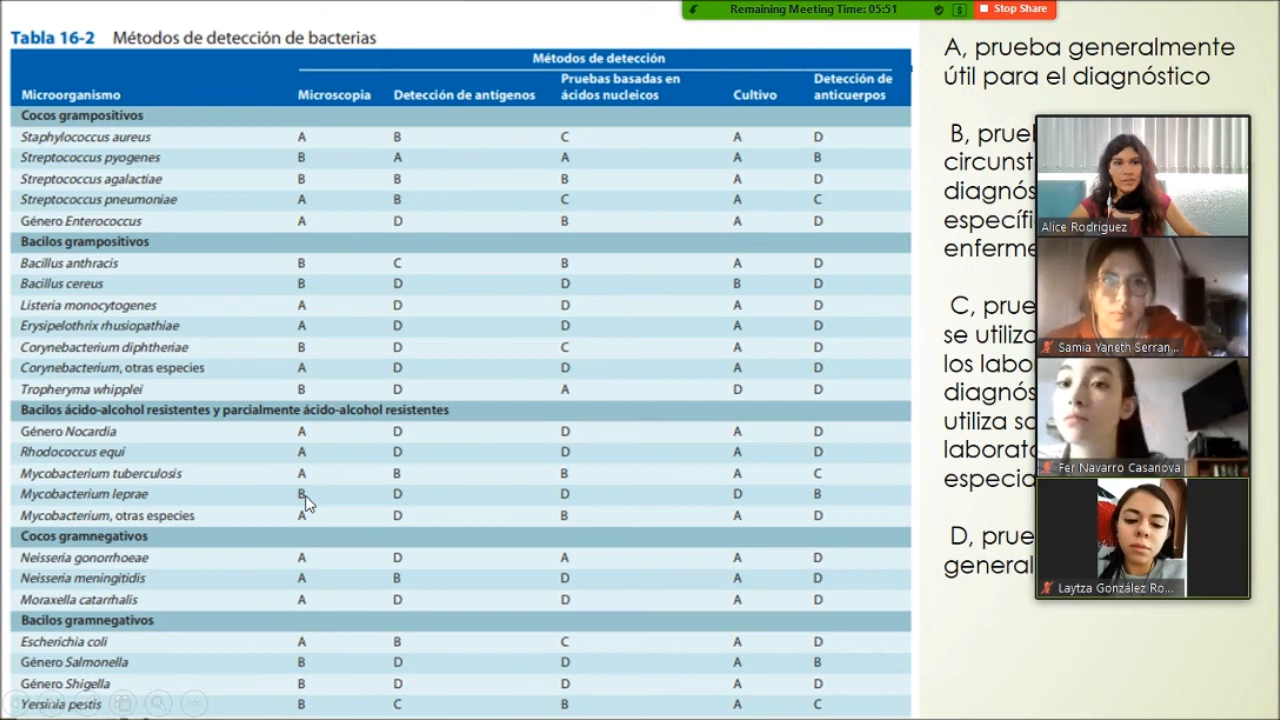 Remaining Meeting Time: 05:51
Stop Share
Tabla 16-2 Métodos de detección de bacterias
Métodos de detección
Microorganismo Microscopia Detección de antígenos Pruebas basadas en ácidos nucleicos Cultivo Detección de anticuerpos
Cocos grampositivos
Staphylococcus aureus A B C A D
Streptococcus pyogenes B A A A B
Streptococcus agalactiae B B B A D
Streptococcus pneumoniae A B C A C
Género Enterococcus A D B A D
Bacilos grampositivos
Bacillus anthracis B C B A D
Bacillus cereus B D D B D
Listeria monocytogenes A D D A D
Erysipelothrix rhusiopathiae A D D A D
Corynebacterium diphtheriae B D C A D
Corynebacterium, otras especies A D D A D
Tropheryma whipplei B D A D D
Bacilos ácido-alcohol resistentes y parcialmente ácido-alcohol resistentes
Género Nocardia A D D A D
Rhodococcus equi A D D A D
Mycobacterium tuberculosis A B B A C
Mycobacterium leprae B D D D B
Mycobacterium, otras especies A D B A D
Cocos gramnegativos
Neisseria gonorrhoeae A D A A D
Neisseria meningitidis A B D A D
Moraxella catarrhalis A D D A D
Bacilos gramnegativos
Escherichia coli A B C A D
Género Salmonella B D D A B
Género Shigella B D D A D
Yersinia pestis B C B A C
A, prueba generalmente
útil para el diagnóstico
B, prue
circunst
diagnós
específi
enferme
C, prue
se utiliza
los labo
diagnós
utiliza so
laborato
especia
D, prue
general
Alice Rodriguez
Samia Yaneth Serran...
Fer Navarro Casanova
Laytza González Ro...